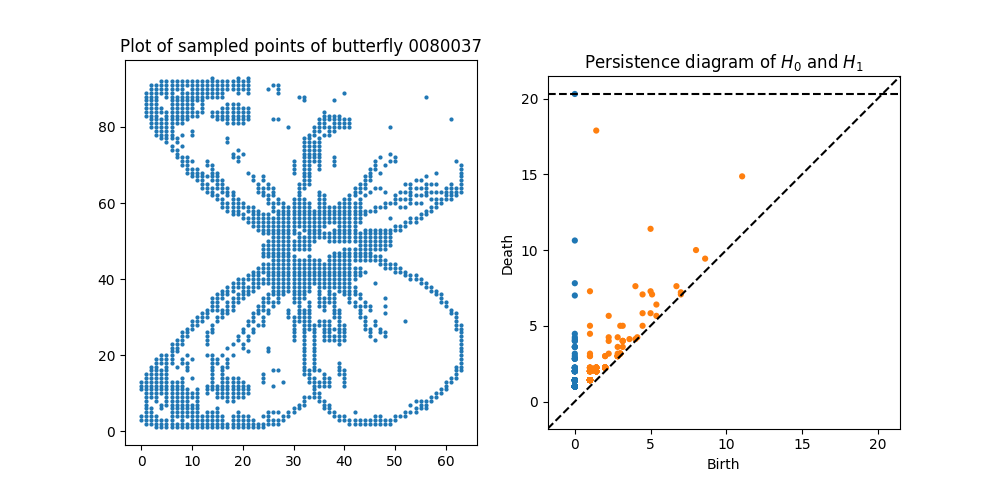 Plot of sampled points of butterfly 0080037
80
60
40
20
0
0 10 20 30 40 50 60
Persistence diagram of H₀ and H₁
20
15
10
5
0
Death
0 5 10 15 20
Birth